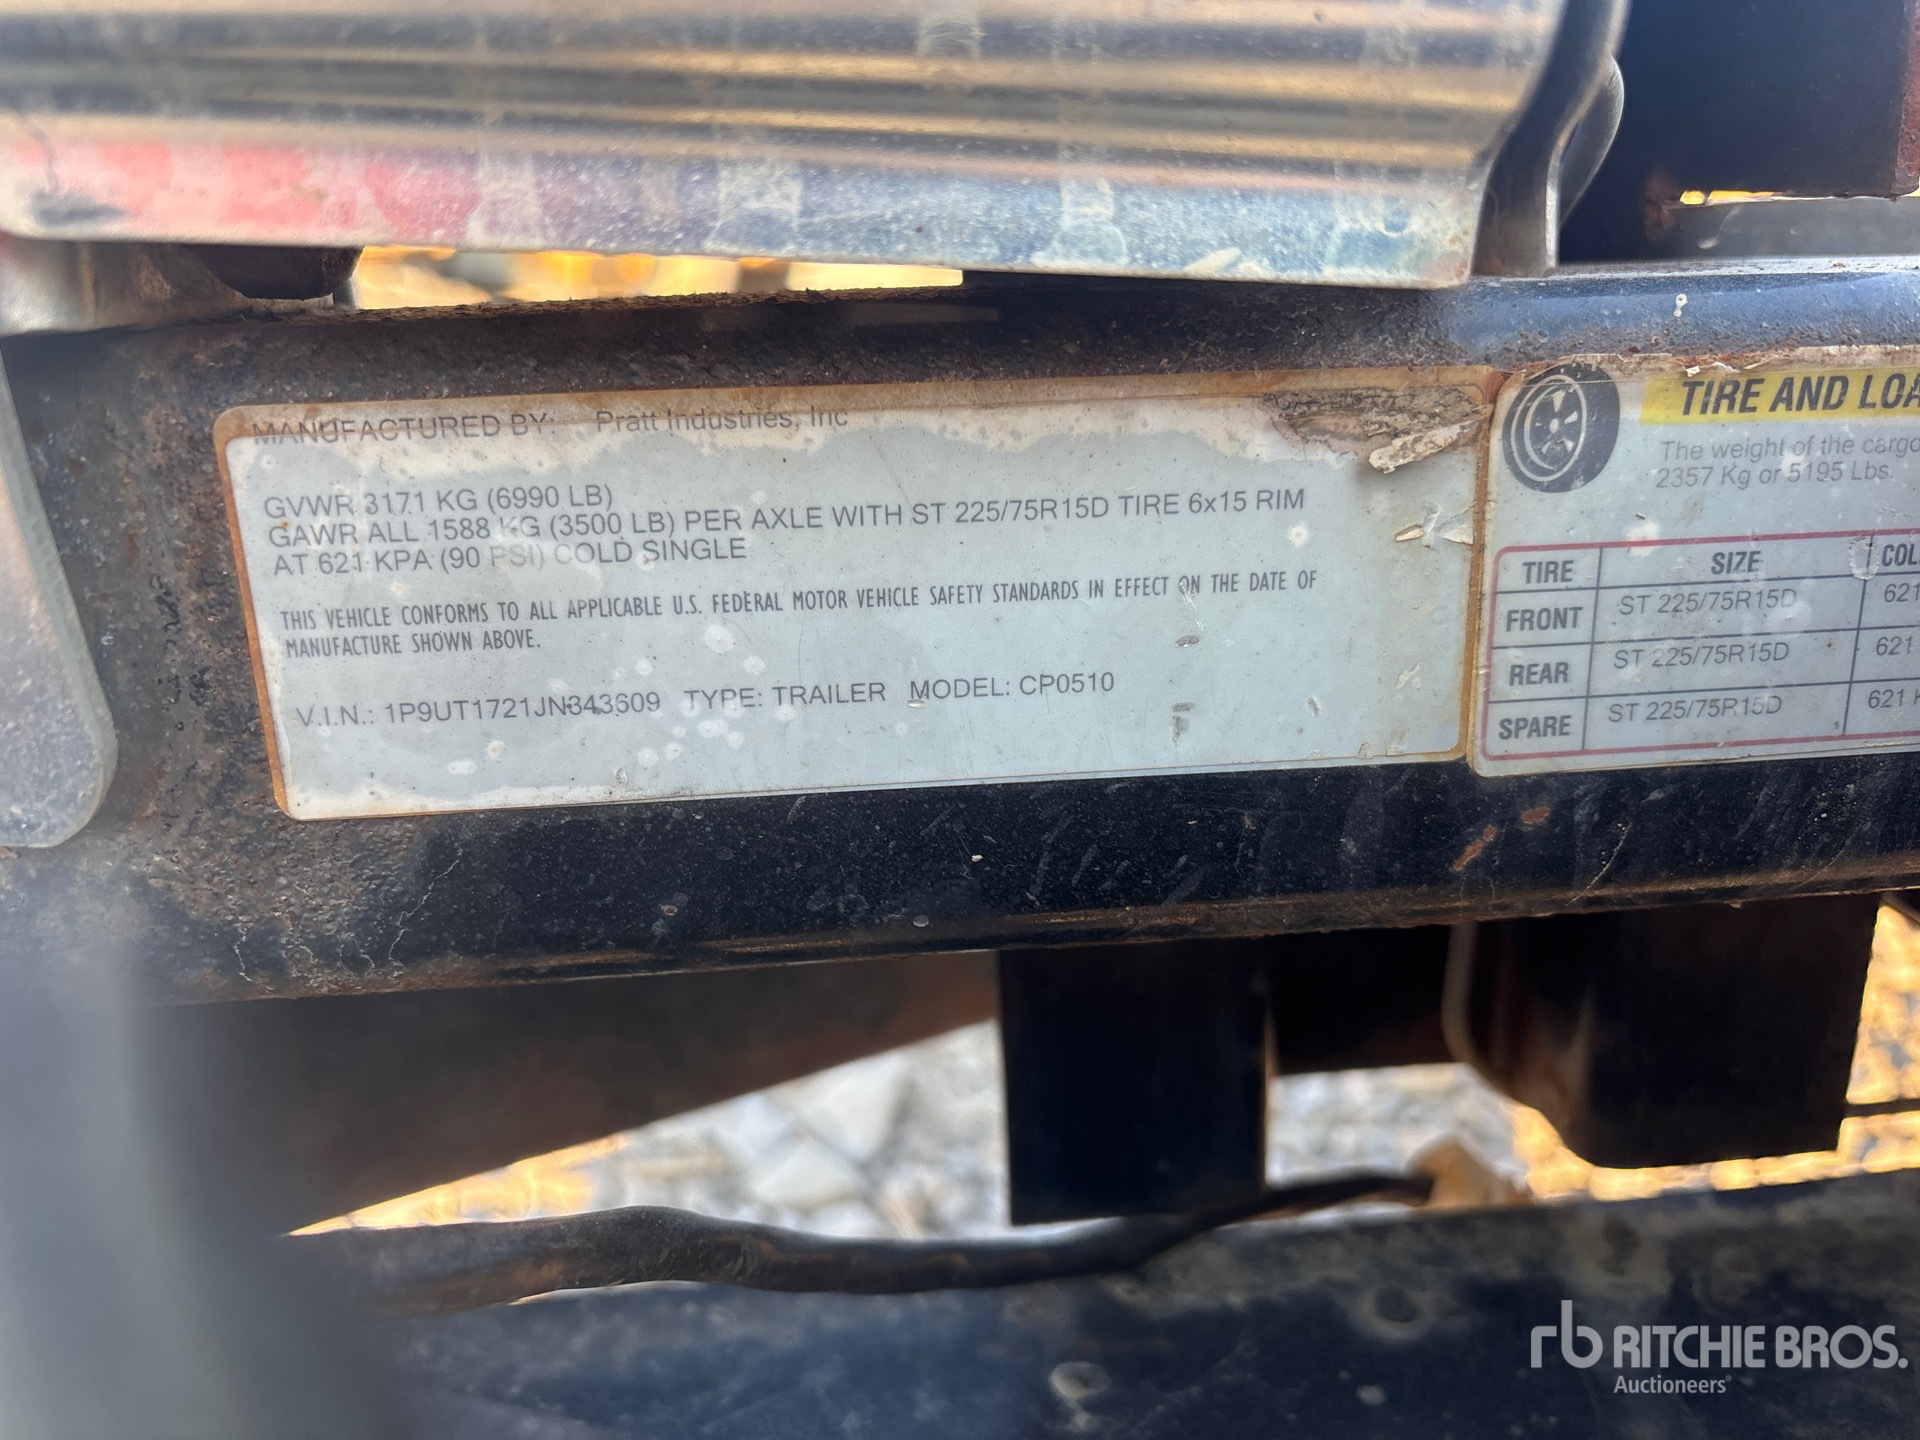 MANUFACTURED BY: Pratt Industries, Inc
GVWR 3171 KG (6990 LB)
GAWR ALL 1588 KG (3500 LB) PER AXLE WITH ST 225/75R15D TIRE 6x15 RIM
AT 621 KPA (90 PSI) COLD SINGLE
THIS VEHICLE CONFORMS TO ALL APPLICABLE U.S. FEDERAL MOTOR VEHICLE SAFETY STANDARDS IN EFFECT ON THE DATE OF
MANUFACTURE SHOWN ABOVE.
V.I.N.: 1P9UT1721JN343609 TYPE: TRAILER MODEL: CP0510
TIRE AND LOA
The weight of the cargo
2357 Kg or 5195 Lbs.
TIRE SIZE COL
FRONT ST 225/75R15D 621
REAR ST 225/75R15D 621
SPARE ST 225/75R15D 621 K
rb RITCHIE BROS.
Auctioneers